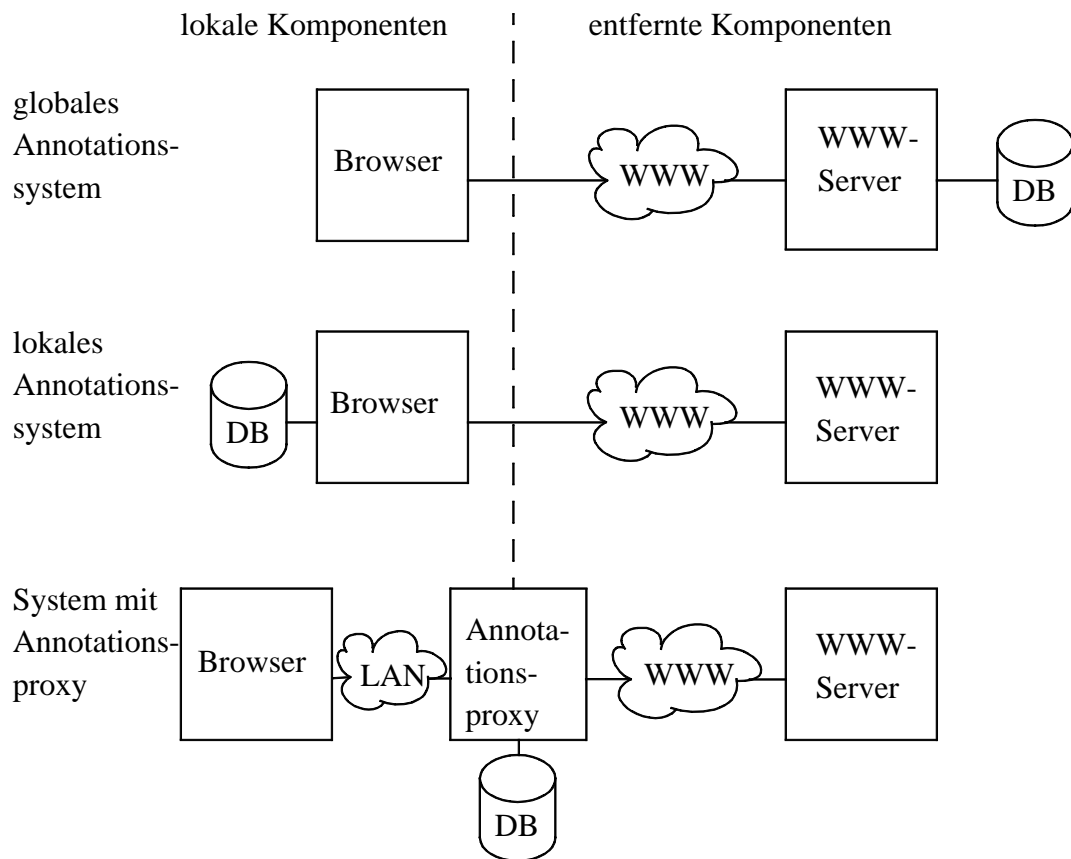 lokale Komponenten
entfernte Komponenten
globales
Annotations-
system
Browser
WWW
WWW-
Server
DB
lokales
Annotations-
system
DB
Browser
WWW
WWW-
Server
System mit
Annotations-
proxy
Browser
LAN
Annota-
tions-
proxy
WWW
WWW-
Server
DB